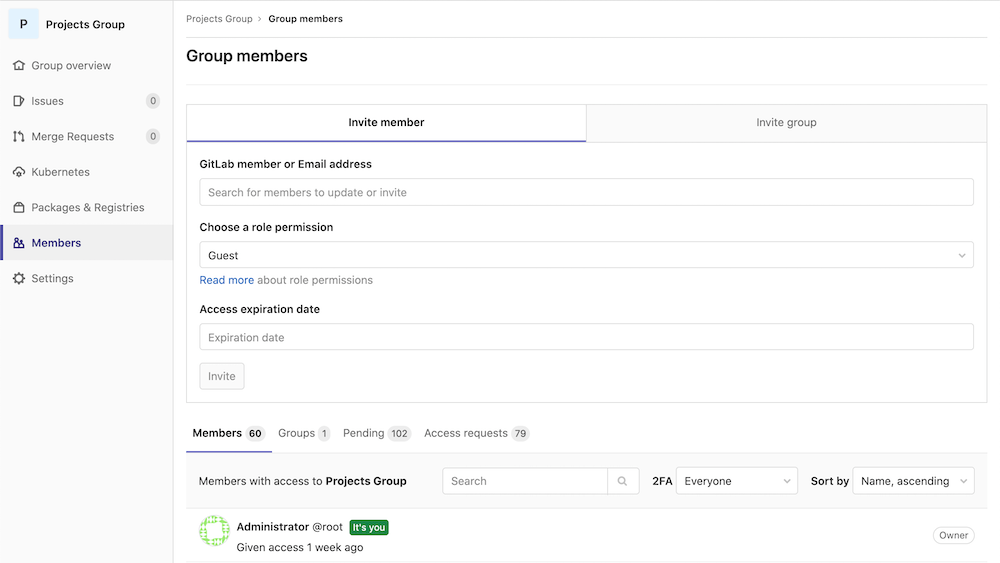 P Projects Group
Group overview
Issues 0
Merge Requests 0
Kubernetes
Packages & Registries
Members
Settings
Projects Group › Group members
Group members
Invite member Invite group
GitLab member or Email address
Search for members to update or invite
Choose a role permission
Guest
Read more about role permissions
Access expiration date
Expiration date
Invite
Members 60 Groups 1 Pending 102 Access requests 79
Members with access to Projects Group Search 2FA Everyone Sort by Name, ascending
Administrator @root It's you
Given access 1 week ago
Owner